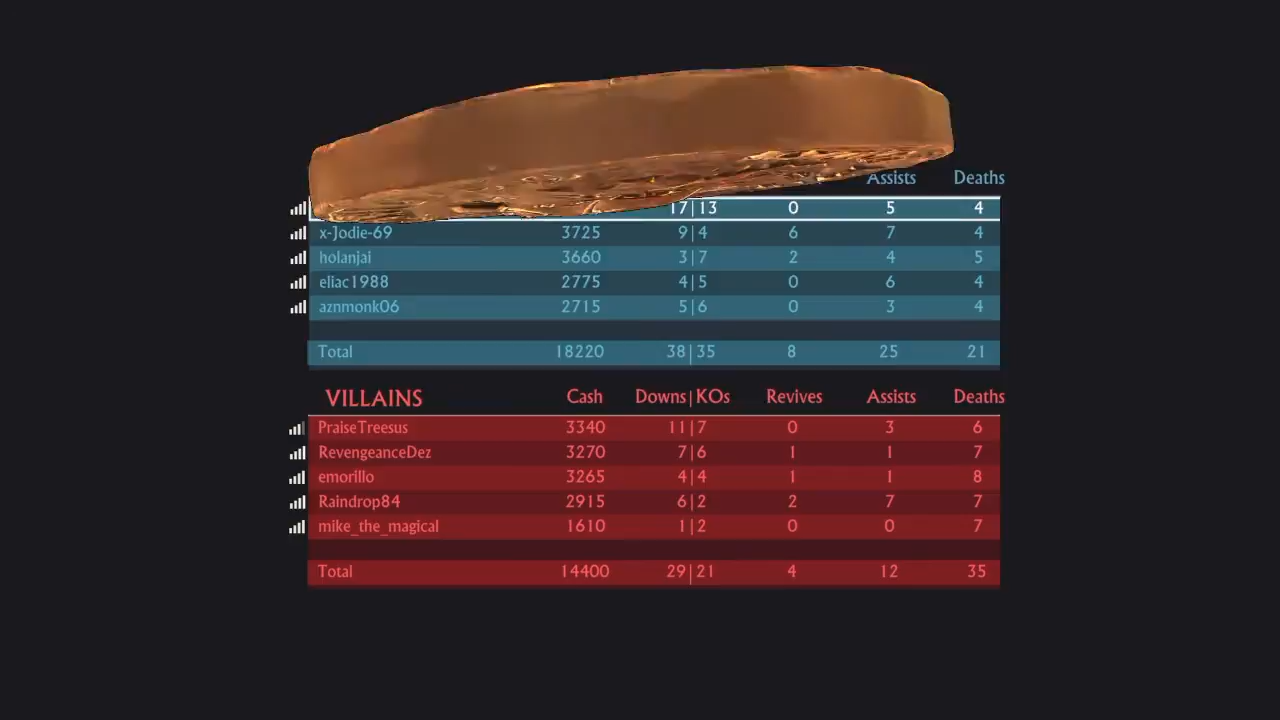 Assists Deaths
17|13 0 5 4
x-Jodie-69 3725 9|4 6 7 4
holanjai 3660 3|7 2 4 5
eliac1988 2775 4|5 0 6 4
aznmonk06 2715 5|6 0 3 4
Total 18220 38|35 8 25 21
VILLAINS Cash Downs|KOs Revives Assists Deaths
PraiseTreesus 3340 11|7 0 3 6
RevengeanceDez 3270 7|6 1 1 7
emorillo 3265 4|4 1 1 8
Raindrop84 2915 6|2 2 7 7
mike_the_magical 1610 1|2 0 0 7
Total 14400 29|21 4 12 35